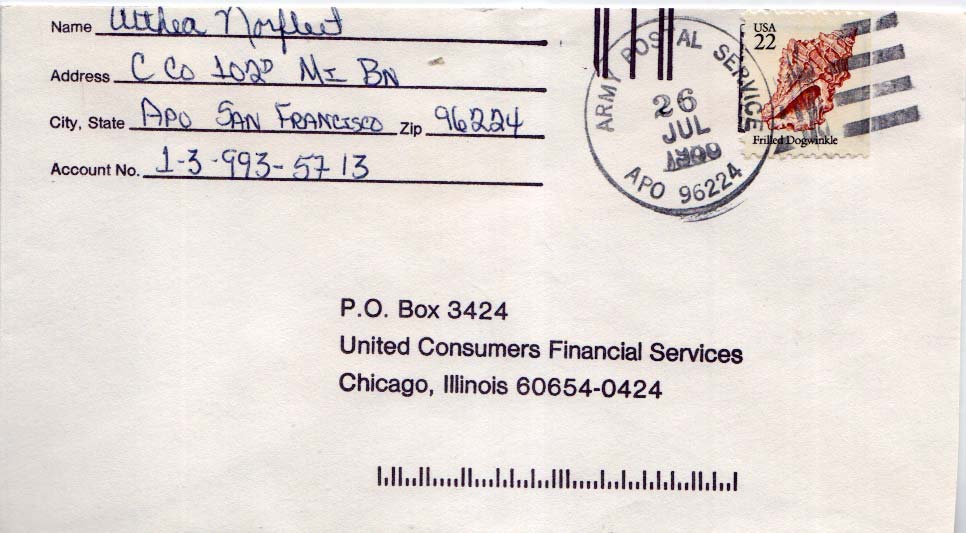 Name Althea Norfleet
Address C Co 102D MI BN
City, State APO SAN FRANCISCO Zip 96224
Account No. 1-3-993-5713
ARMY POSTAL SERVICE
26
JUL
APO 96224
USA
22
Frilled Dogwinkle
P.O. Box 3424
United Consumers Financial Services
Chicago, Illinois 60654-0424